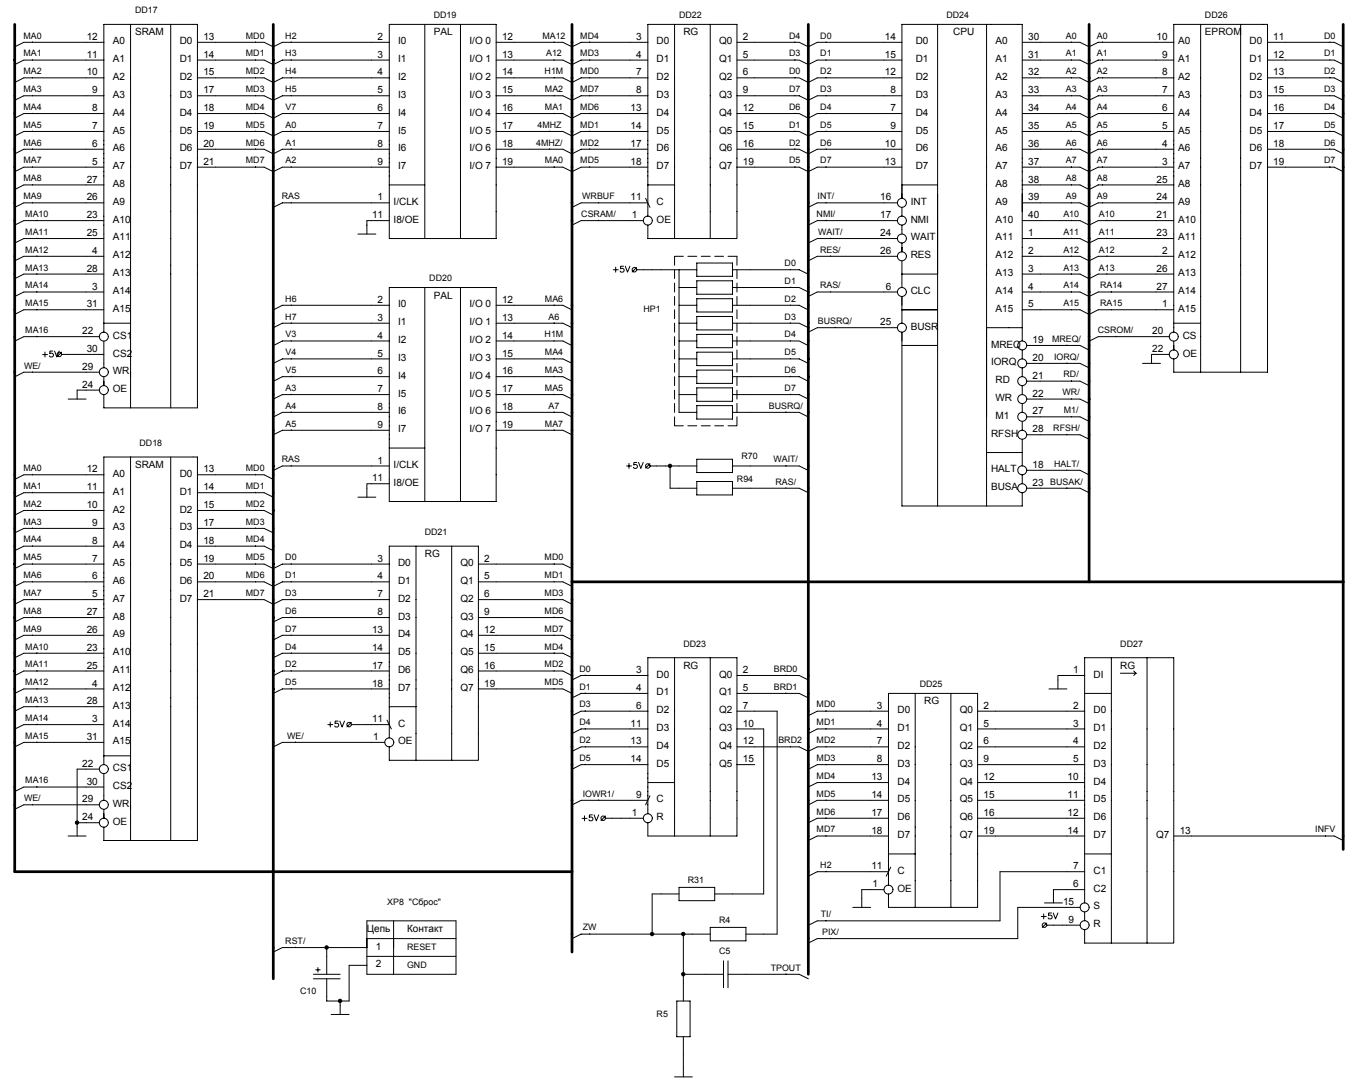 DD17
SRAM
MA0 12 A0 D0 13 MD0
MA1 11 A1 D1 14 MD1
MA2 10 A2 D2 15 MD2
MA3 9 A3 D3 17 MD3
MA4 8 A4 D4 18 MD4
MA5 7 A5 D5 19 MD5
MA6 6 A6 D6 20 MD6
MA7 5 A7 D7 21 MD7
MA8 27 A8
MA9 26 A9
MA10 23 A10
MA11 25 A11
MA12 4 A12
MA13 28 A13
MA14 3 A14
MA15 31 A15
MA16 22 CS1
+5V 30 CS2
WE/ 29 WR
24 OE
DD18
SRAM
MA0 12 A0 D0 13 MD0
MA1 11 A1 D1 14 MD1
MA2 10 A2 D2 15 MD2
MA3 9 A3 D3 17 MD3
MA4 8 A4 D4 18 MD4
MA5 7 A5 D5 19 MD5
MA6 6 A6 D6 20 MD6
MA7 5 A7 D7 21 MD7
MA8 27 A8
MA9 26 A9
MA10 23 A10
MA11 25 A11
MA12 4 A12
MA13 28 A13
MA14 3 A14
MA15 31 A15
22 CS1
MA16 30 CS2
WE/ 29 WR
24 OE
DD19
PAL
H2 2 I0 I/O 0 12 MA12
H3 3 I1 I/O 1 13 A12
H4 4 I2 I/O 2 14 H1M
H5 5 I3 I/O 3 15 MA2
V7 6 I4 I/O 4 16 MA1
A0 7 I5 I/O 5 17 4MHZ
A1 8 I6 I/O 6 18 4MHZ/
A2 9 I7 I/O 7 19 MA0
RAS 1 I/CLK
11 I8/OE
DD20
PAL
H6 2 I0 I/O 0 12 MA6
H7 3 I1 I/O 1 13 A6
V3 4 I2 I/O 2 14 H1M
V4 5 I3 I/O 3 15 MA4
V5 6 I4 I/O 4 16 MA3
A3 7 I5 I/O 5 17 MA5
A4 8 I6 I/O 6 18 A7
A5 9 I7 I/O 7 19 MA7
RAS 1 I/CLK
11 I8/OE
DD21
RG
D0 3 D0 Q0 2 MD0
D1 4 D1 Q1 5 MD1
D3 7 D2 Q2 6 MD3
D6 8 D3 Q3 9 MD6
D7 13 D4 Q4 12 MD7
D4 14 D5 Q5 15 MD4
D2 17 D6 Q6 16 MD2
D5 18 D7 Q7 19 MD5
+5V 11 C
WE/ 1 OE
XP8 "Сброс"
Цепь Контакт
RST/ 1 RESET
2 GND
+
C10
DD22
RG
MD4 3 D0 Q0 2 D4
MD3 4 D1 Q1 5 D3
MD0 7 D2 Q2 6 D0
MD7 8 D3 Q3 9 D7
MD6 13 D4 Q4 12 D6
MD1 14 D5 Q5 15 D1
MD2 17 D6 Q6 16 D2
MD5 18 D7 Q7 19 D5
WRBUF 11 C
CSRAM/ 1 OE
+5V D0
D1
D2
HP1 D3
D4
D5
D6
D7
BUSRQ/
+5V R70 WAIT/
R94 RAS/
DD23
RG
D0 3 D0 Q0 2 BRD0
D1 4 D1 Q1 5 BRD1
D3 6 D2 Q2 7
D4 11 D3 Q3 10
D2 13 D4 Q4 12 BRD2
D5 14 D5 Q5 15
IOWR1/ 9 C
+5V 1 R
R31
ZW R4
C5
TPOUT
R5
DD24
CPU
D0 14 D0 A0 30 A0
D1 15 D1 A1 31 A1
D2 12 D2 A2 32 A2
D3 8 D3 A3 33 A3
D4 7 D4 A4 34 A4
D5 9 D5 A5 35 A5
D6 10 D6 A6 36 A6
D7 13 D7 A7 37 A7
A8 38 A8
INT/ 16 INT A9 39 A9
NMI/ 17 NMI A10 40 A10
WAIT/ 24 WAIT A11 1 A11
RES/ 26 RES A12 2 A12
A13 3 A13
RAS/ 6 CLC A14 4 A14
A15 5 A15
BUSRQ/ 25 BUSR
MREQ 19 MREQ/
IORQ 20 IORQ/
RD 21 RD/
WR 22 WR/
M1 27 M1/
RFSH 28 RFSH/
HALT 18 HALT/
BUSA 23 BUSAK/
DD26
EPROM
A0 10 A0 D0 11 D0
A1 9 A1 D1 12 D1
A2 8 A2 D2 13 D2
A3 7 A3 D3 15 D3
A4 6 A4 D4 16 D4
A5 5 A5 D5 17 D5
A6 4 A6 D6 18 D6
A7 3 A7 D7 19 D7
A8 25 A8
A9 24 A9
A10 21 A10
A11 23 A11
A12 2 A12
A13 26 A13
RA14 27 A14
RA15 1 A15
CSROM/ 20 CS
22 OE
DD25
RG
MD0 3 D0 Q0 2
MD1 4 D1 Q1 5
MD2 7 D2 Q2 6
MD3 8 D3 Q3 9
MD4 13 D4 Q4 12
MD5 14 D5 Q5 15
MD6 17 D6 Q6 16
MD7 18 D7 Q7 19
H2 11 C
1 OE
TI/
PIX/
DD27
RG
1 DI
2 D0
3 D1
4 D2
5 D3
10 D4
11 D5
12 D6
14 D7 Q7 13 INFV
7 C1
6 C2
15 S
+5V 9 R